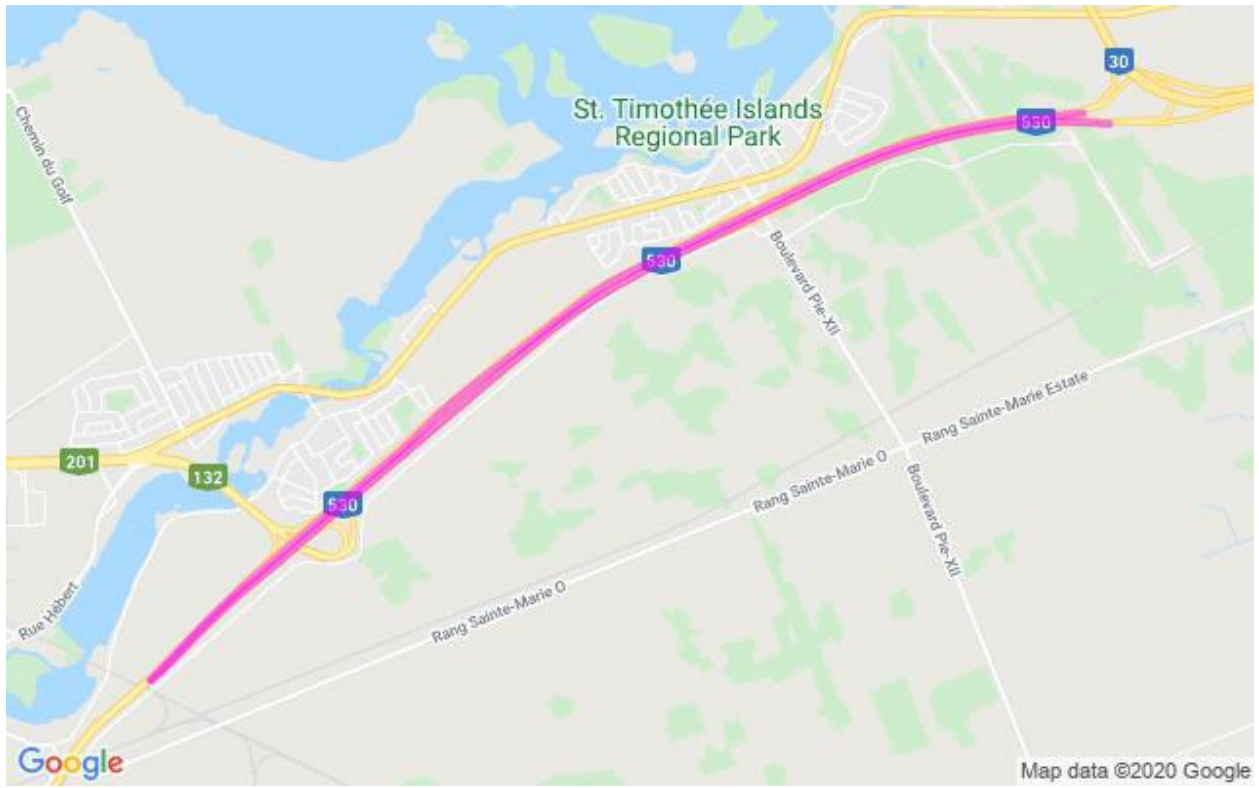 30
St. Timothée Islands
Regional Park
530
Chemin du Golf
530
Boulevard Pie-XII
Rang Sainte-Marie Estate
201
132
Rang Sainte-Marie O
Boulevard Pie-XII
530
Rue Hébert
Rang Sainte-Marie O
Google
Map data ©2020 Google